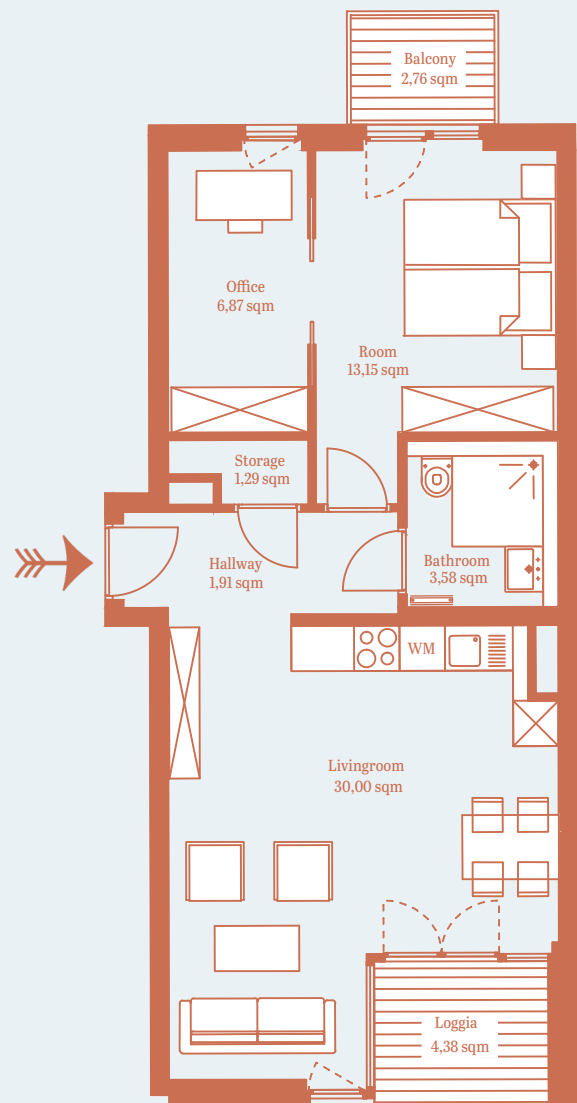 Balcony
2,76 sqm
Office
6,87 sqm
Room
13,15 sqm
Storage
1,29 sqm
Hallway
1,91 sqm
Bathroom
3,58 sqm
WM
Livingroom
30,00 sqm
Loggia
4,38 sqm